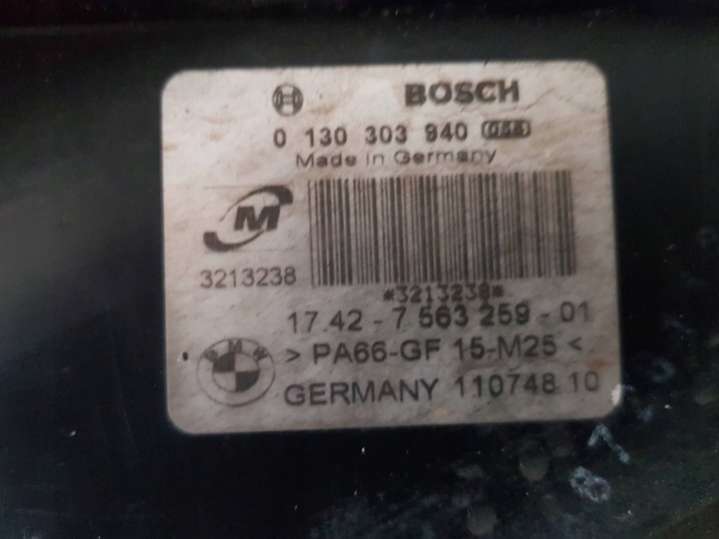 BOSCH
0 130 303 940
Made in Germany
M
3213238
*3213238*
17.42 - 7 563 259 - 01
BMW
> PA66-GF 15-M25 <
GERMANY 110748.10